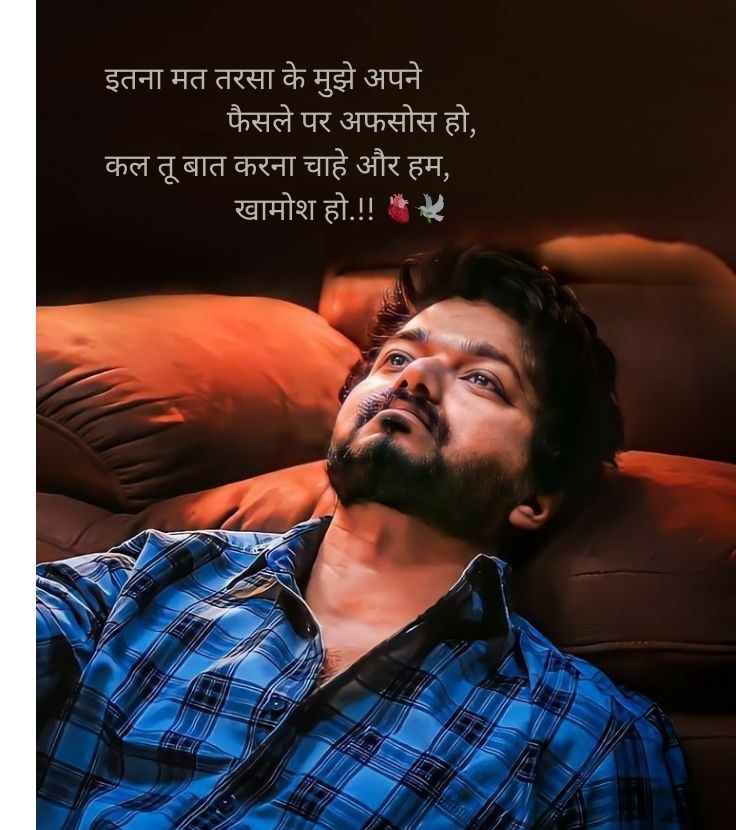 इतना मत तरसा के मुझे अपने
फैसले पर अफसोस हो,
कल तू बात करना चाहे और हम,
खामोश हो.!! 🫀🕊️